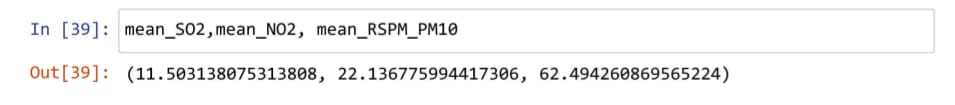 In [39]: mean_SO2,mean_NO2, mean_RSPM_PM10
Out[39]: (11.503138075313808, 22.136775994417306, 62.494260869565224)